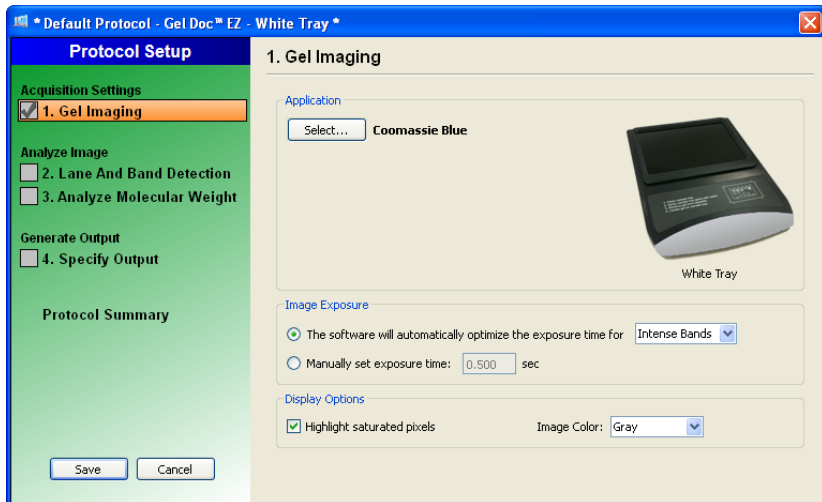 * Default Protocol - Gel Doc™ EZ - White Tray *
Protocol Setup
Acquisition Settings
1. Gel Imaging
Analyze Image
2. Lane And Band Detection
3. Analyze Molecular Weight
Generate Output
4. Specify Output
Protocol Summary
Save
Cancel
1. Gel Imaging
Application
Select...
Coomassie Blue
White Tray
Image Exposure
The software will automatically optimize the exposure time for Intense Bands
Manually set exposure time: 0.500 sec
Display Options
Highlight saturated pixels
Image Color: Gray